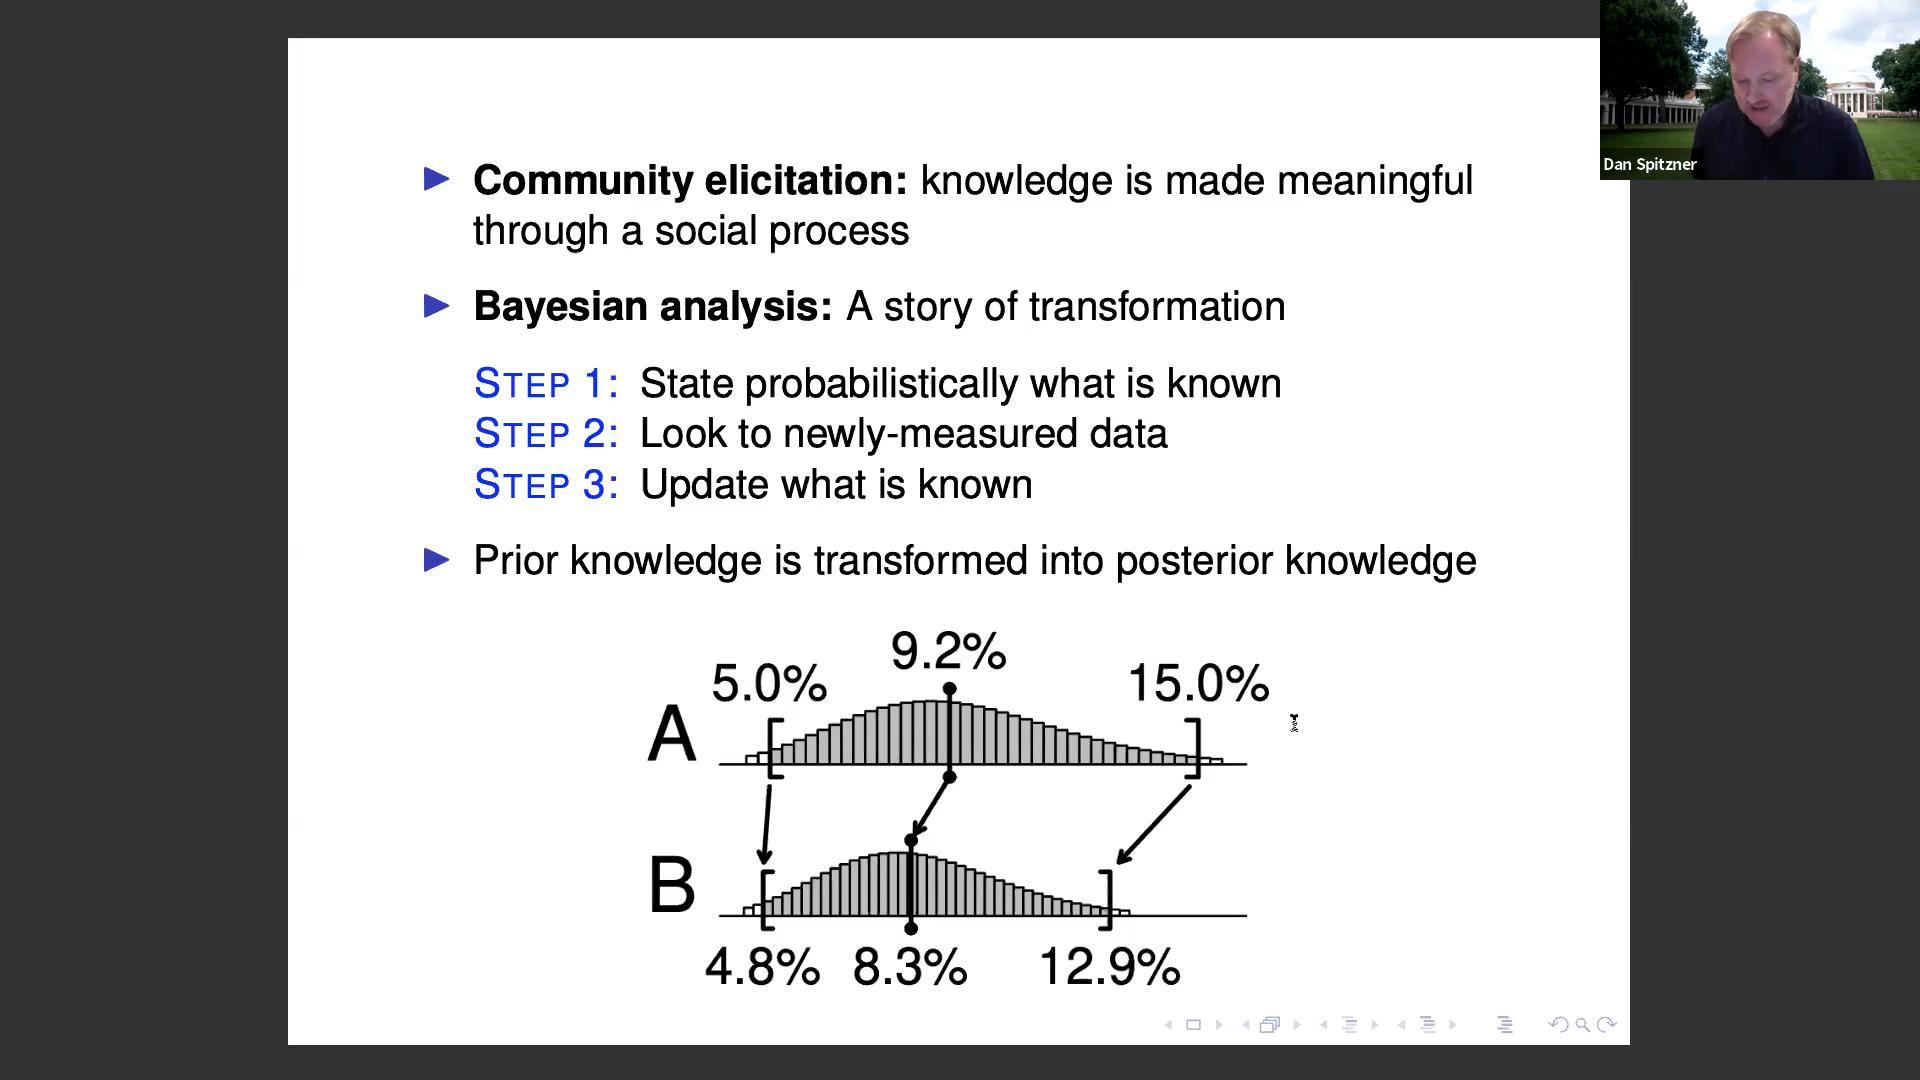 Dan Spitzner
Community elicitation: knowledge is made meaningful
through a social process
Bayesian analysis: A story of transformation
STEP 1: State probabilistically what is known
STEP 2: Look to newly-measured data
STEP 3: Update what is known
Prior knowledge is transformed into posterior knowledge
9.2%
5.0% 15.0%
A
B
4.8% 8.3% 12.9%